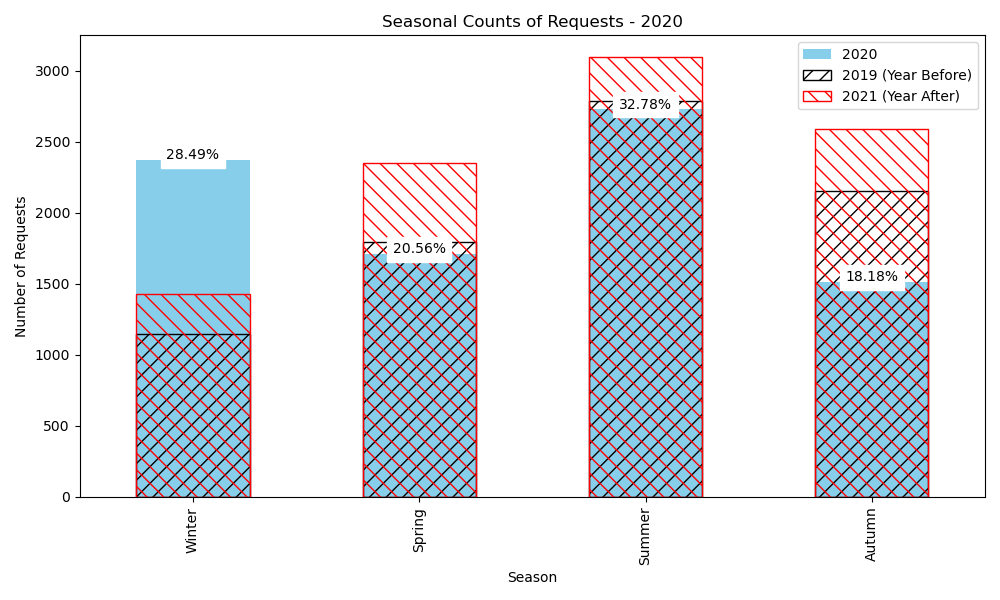 Seasonal Counts of Requests - 2020
2020
2019 (Year Before)
2021 (Year After)
Number of Requests
3000
2500
2000
1500
1000
500
0
28.49%
20.56%
32.78%
18.18%
Winter
Spring
Summer
Autumn
Season